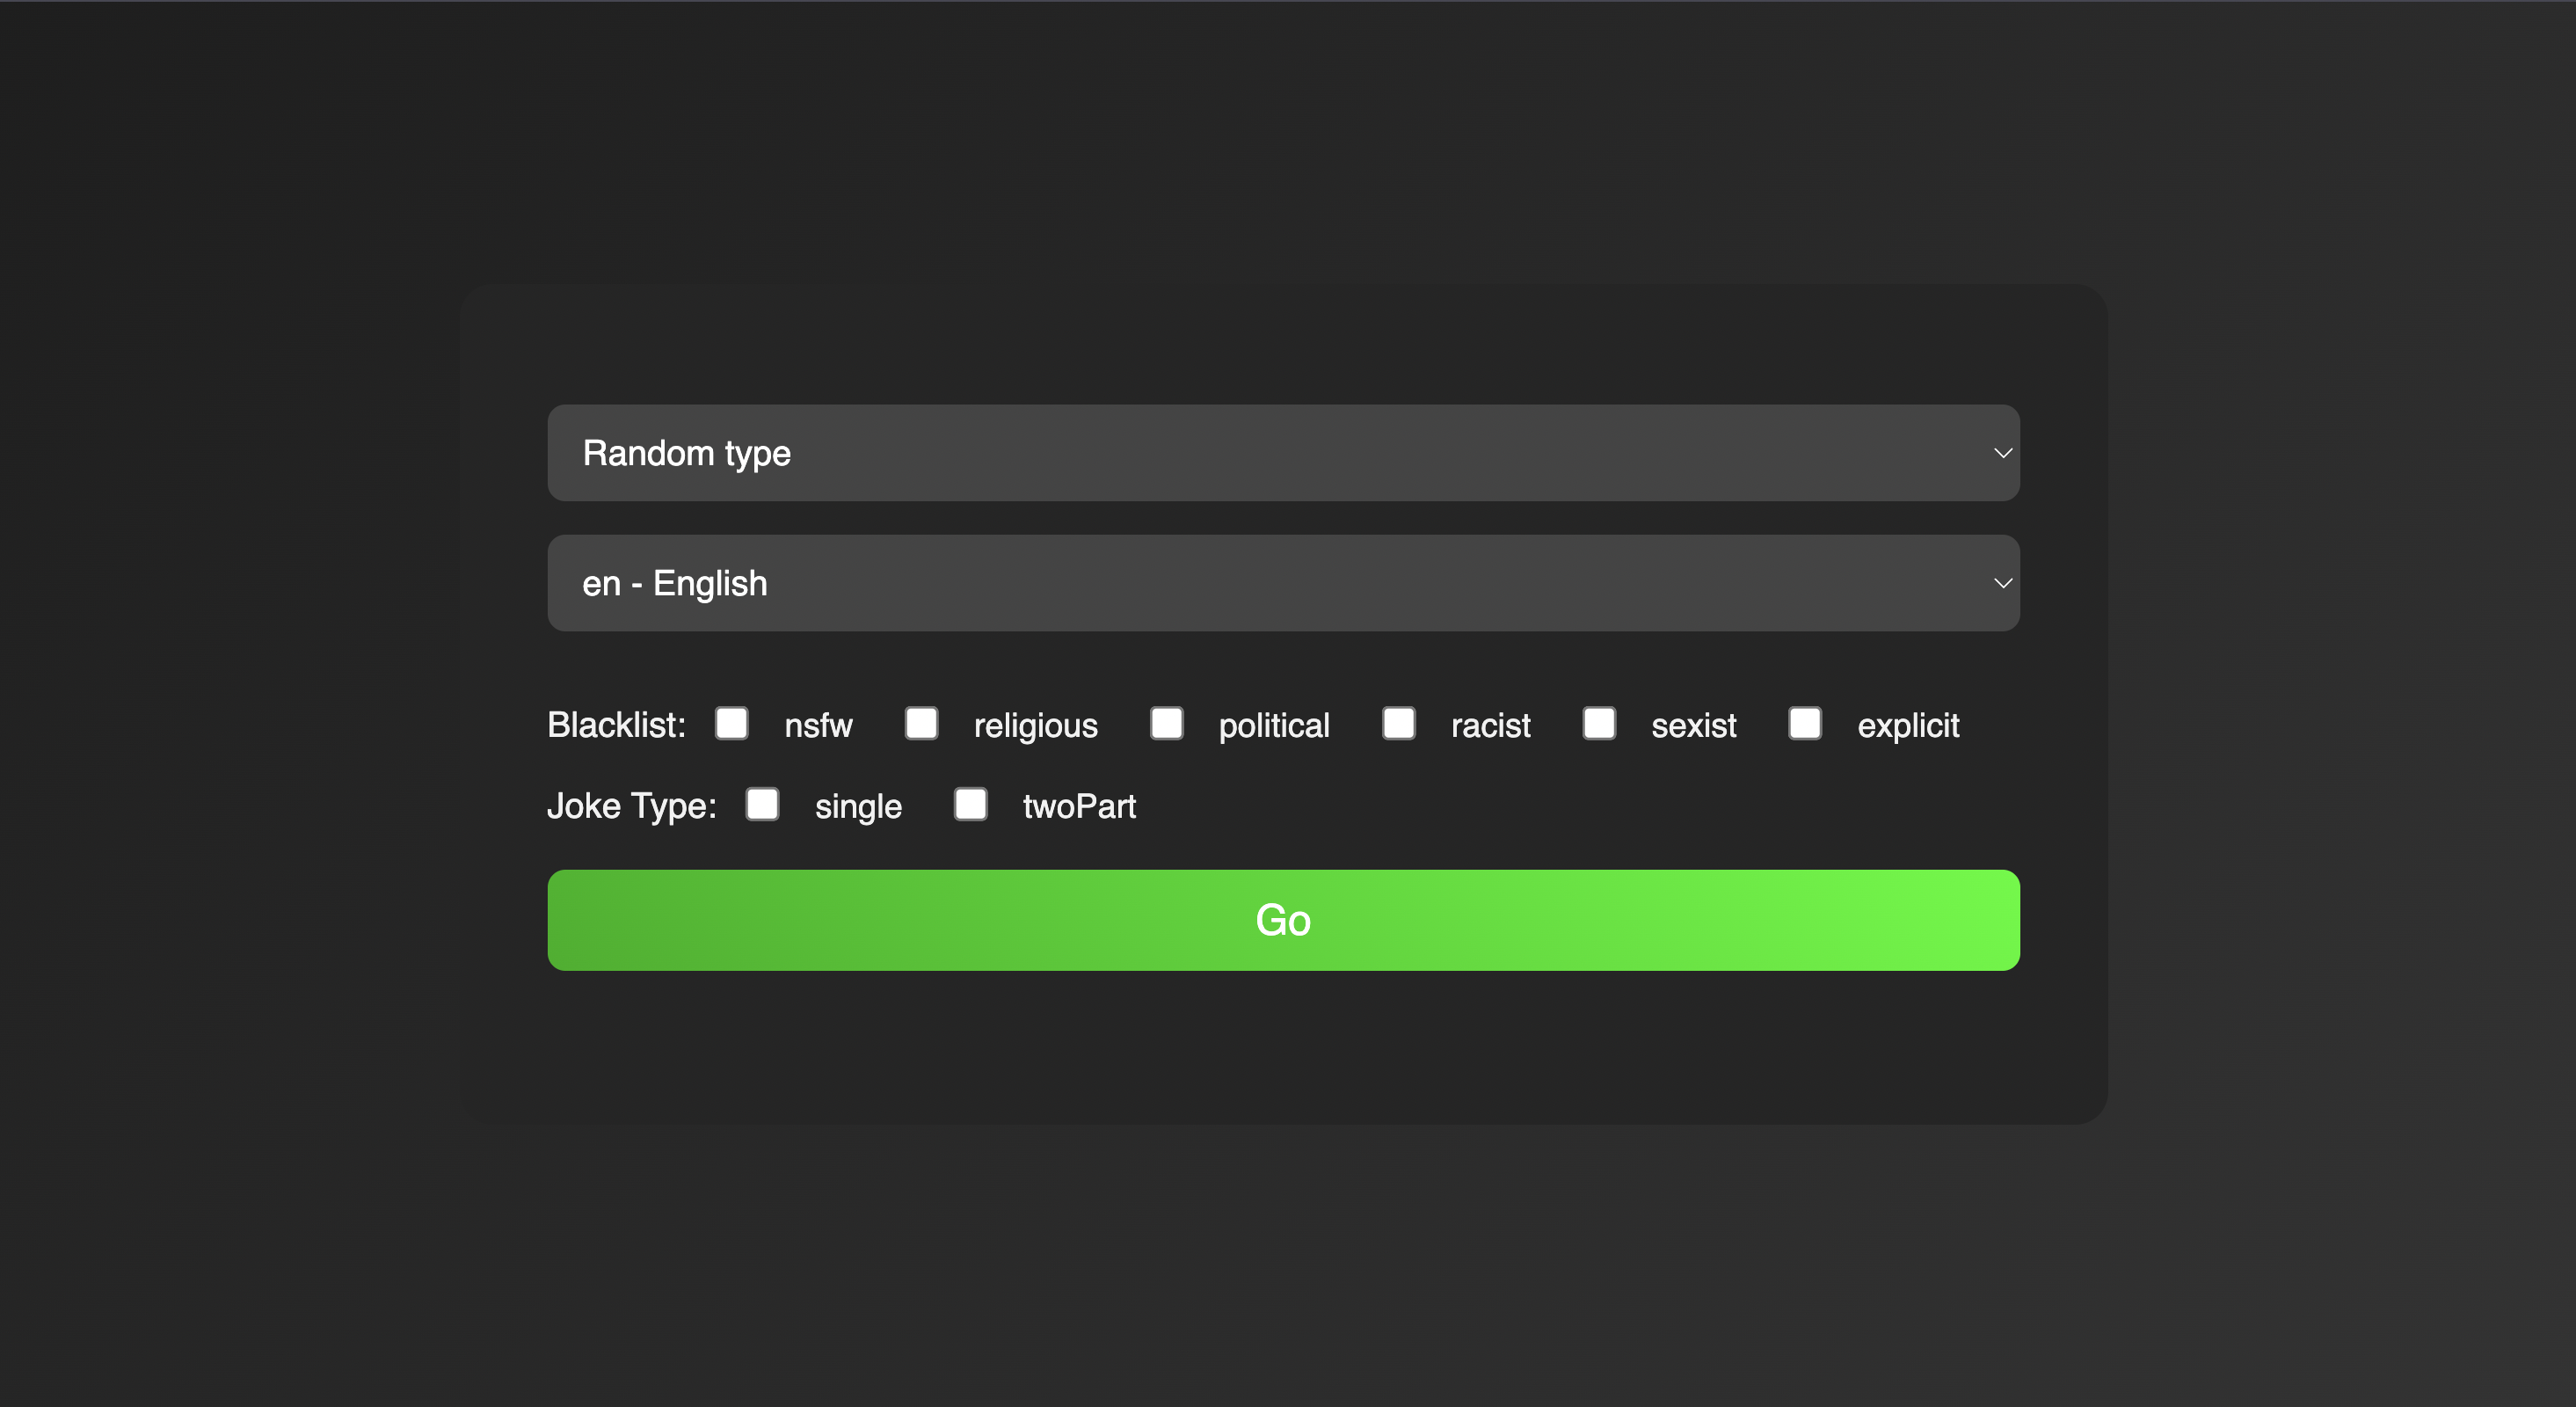 Random type
en - English
Blacklist: nsfw religious political racist sexist explicit
Joke Type: single twoPart
Go